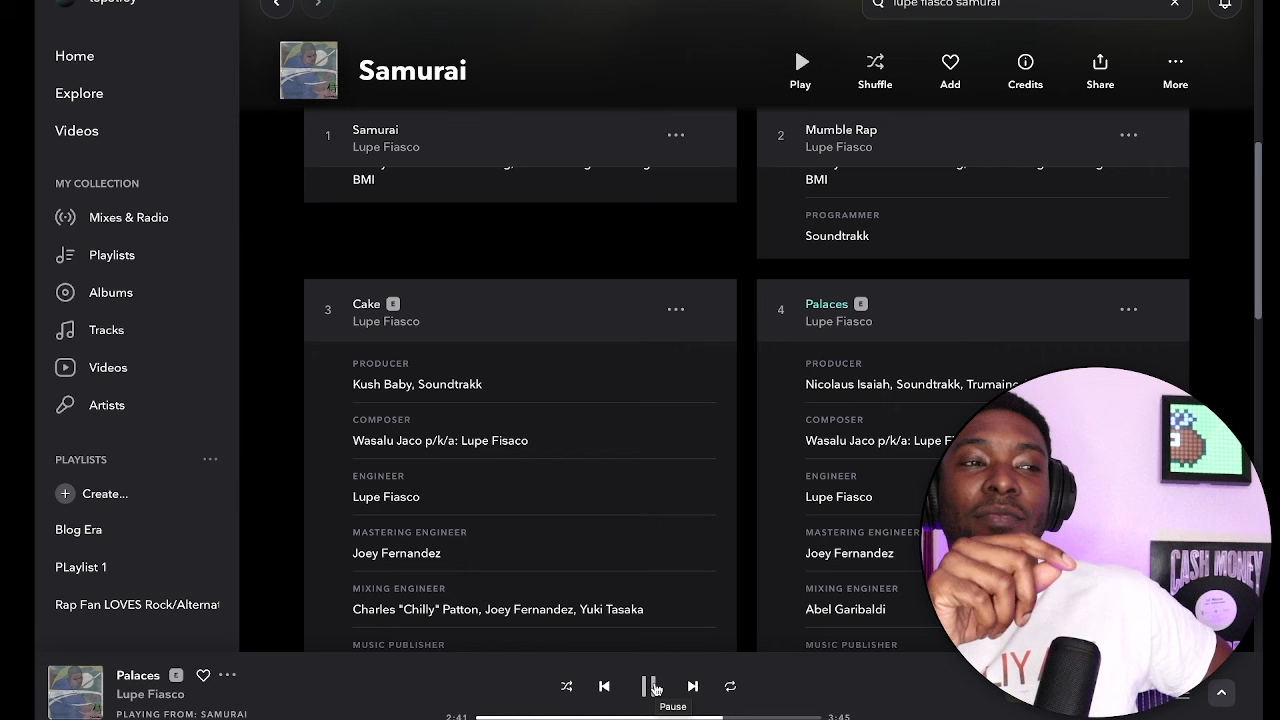 lupe fiasco samurai
Home
Explore
Videos
MY COLLECTION
Mixes & Radio
Playlists
Albums
Tracks
Videos
Artists
PLAYLISTS
Create...
Blog Era
Playlist 1
Rap Fan LOVES Rock/Alterna
Samurai
Play
Shuffle
Add
Credits
Share
More
1
Samurai
Lupe Fiasco
BMI
2
Mumble Rap
Lupe Fiasco
BMI
PROGRAMMER
Soundtrakk
3
Cake E
Lupe Fiasco
PRODUCER
Kush Baby, Soundtrakk
COMPOSER
Wasalu Jaco p/k/a: Lupe Fisaco
ENGINEER
Lupe Fiasco
MASTERING ENGINEER
Joey Fernandez
MIXING ENGINEER
Charles "Chilly" Patton, Joey Fernandez, Yuki Tasaka
MUSIC PUBLISHER
4
Palaces E
Lupe Fiasco
PRODUCER
Nicolaus Isaiah, Soundtrakk, Trumaine
COMPOSER
Wasalu Jaco p/k/a: Lupe
ENGINEER
Lupe Fiasco
MASTERING ENGINEER
Joey Fernandez
MIXING ENGINEER
Abel Garibaldi
MUSIC PUBLISHER
CASH MONEY
Palaces E
Lupe Fiasco
PLAYING FROM: SAMURAI
Pause
2:41
3:45